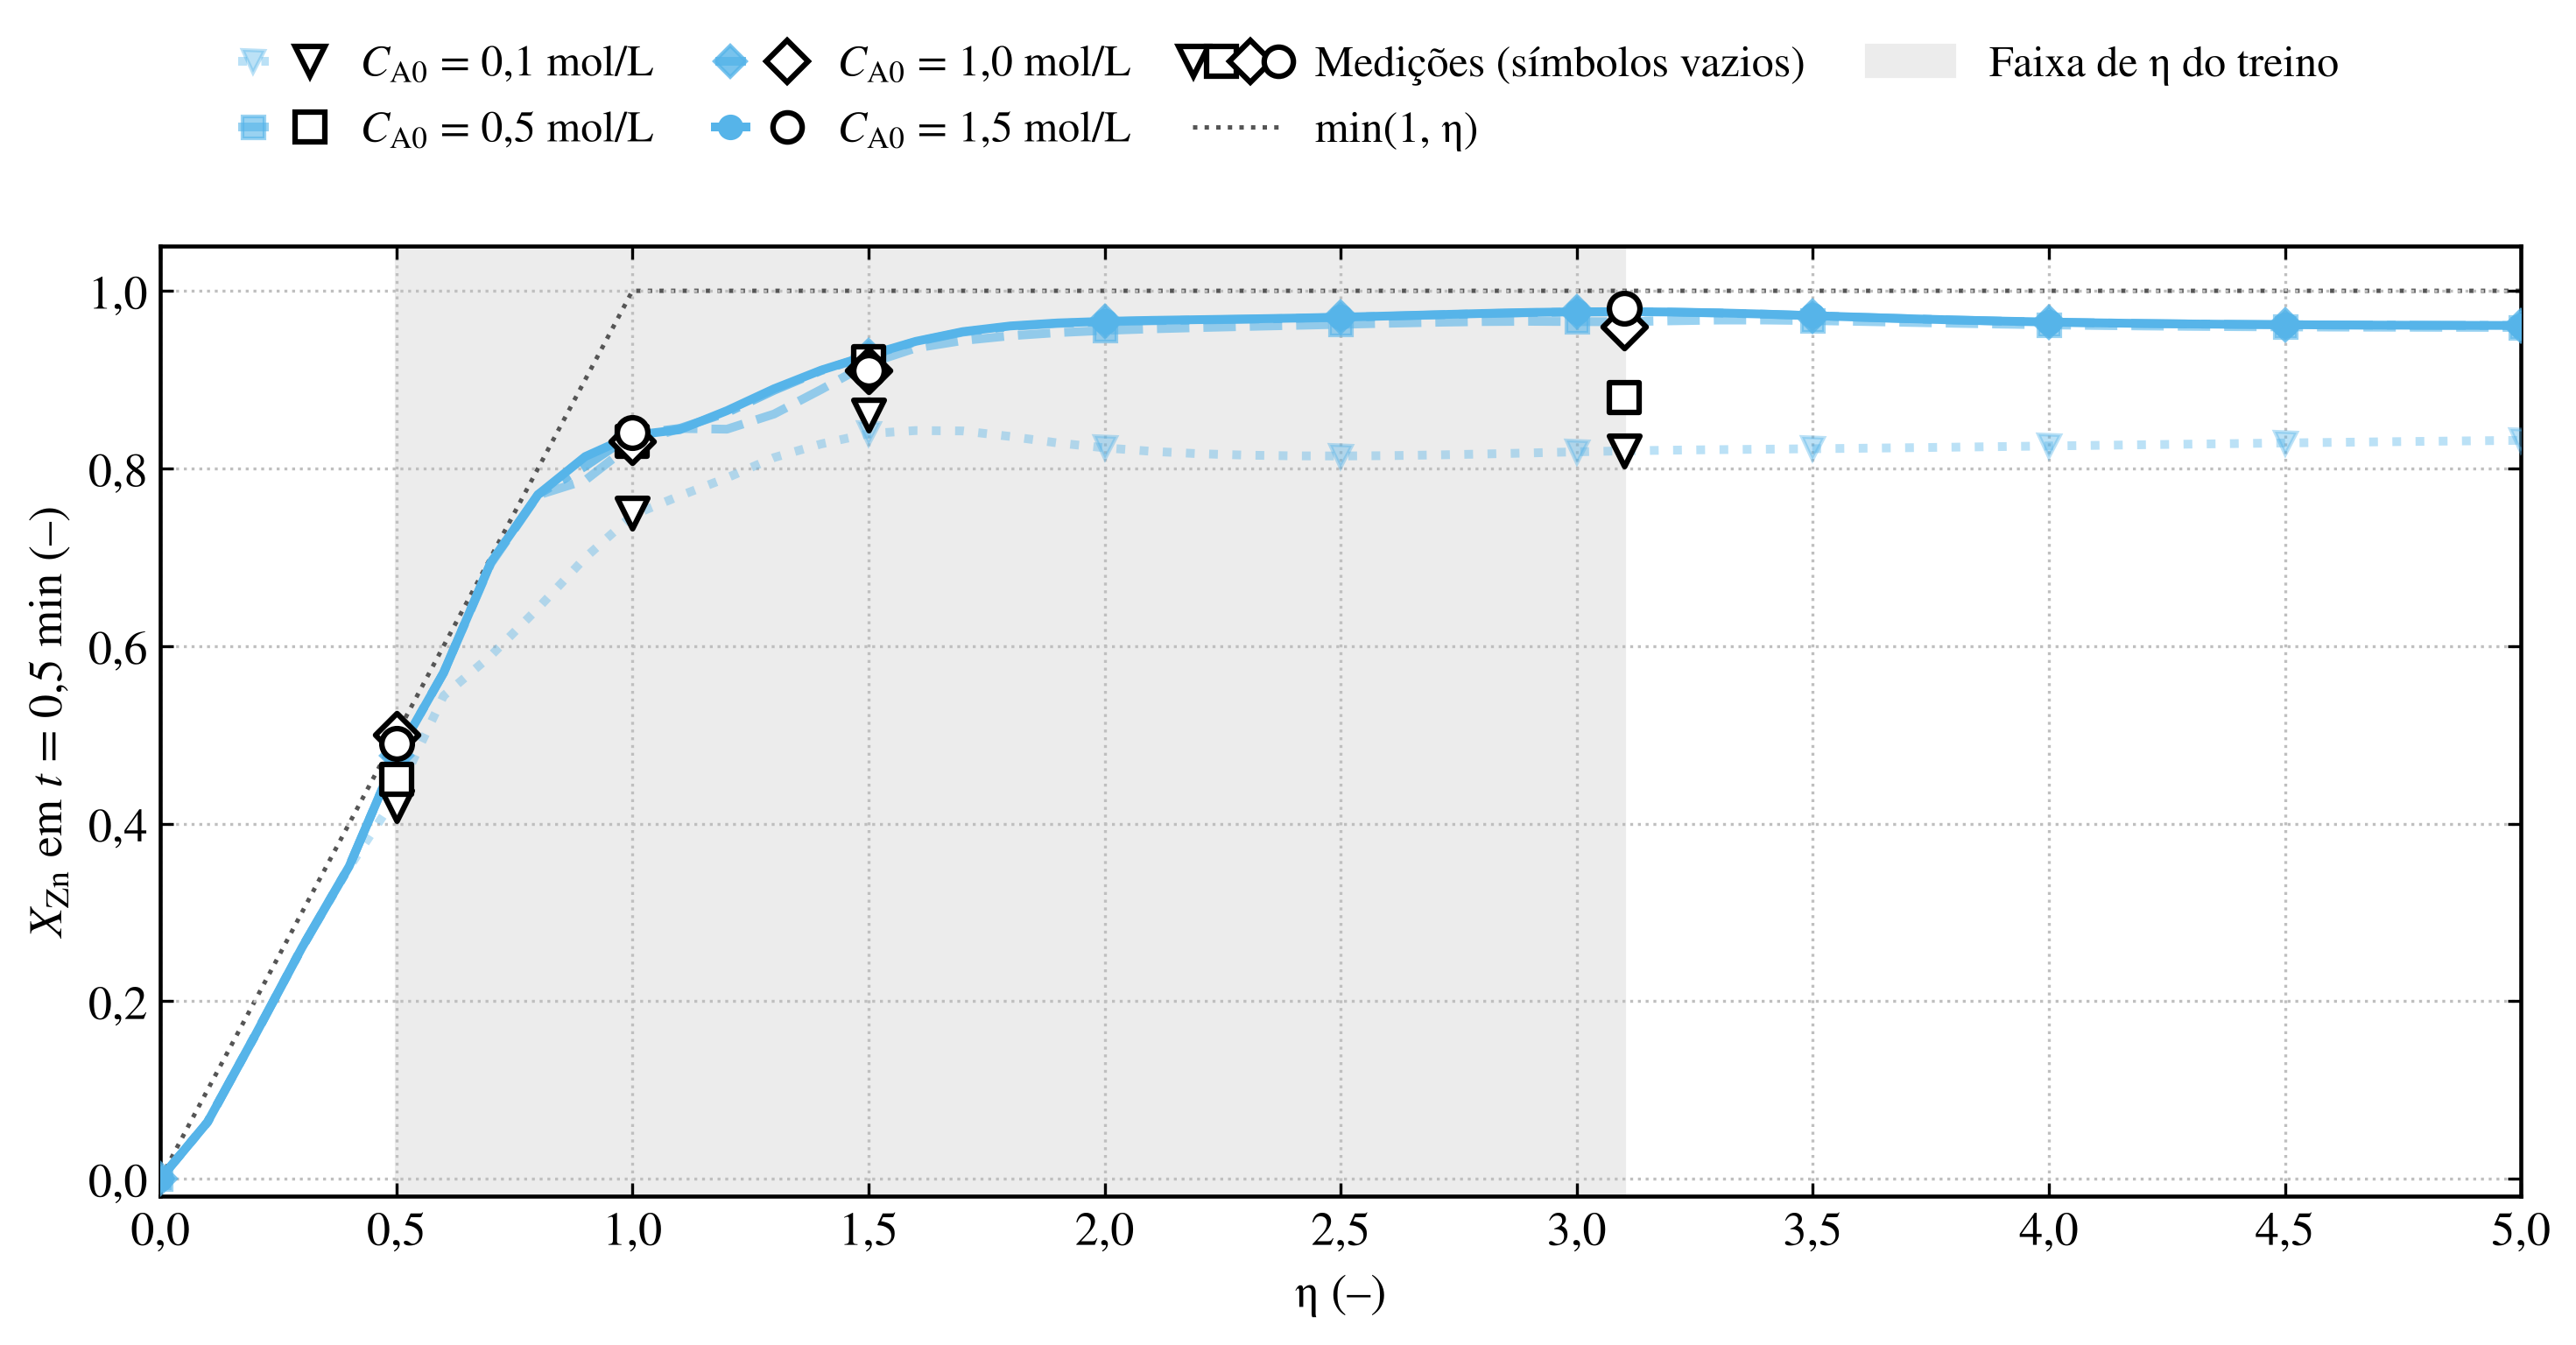 C_A0 = 0,1 mol/L
C_A0 = 0,5 mol/L
C_A0 = 1,0 mol/L
C_A0 = 1,5 mol/L
Medições (símbolos vazios)
min(1, η)
Faixa de η do treino
X_Zn em t = 0,5 min (–)
1,0
0,8
0,6
0,4
0,2
0,0
0,0 0,5 1,0 1,5 2,0 2,5 3,0 3,5 4,0 4,5 5,0
η (–)